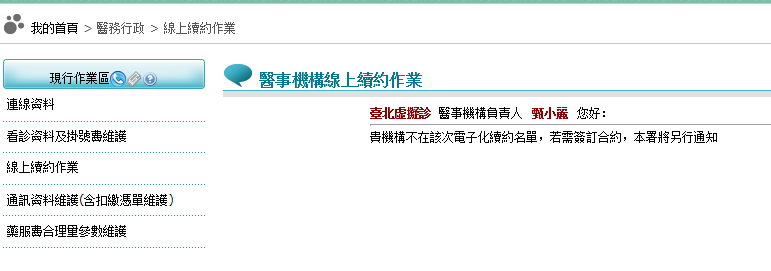 我的首頁 > 醫務行政 > 線上續約作業
現行作業區
連線資料
看診資料及掛號費維護
線上續約作業
通訊資料維護(含扣繳憑單維護)
藥服費合理量參數維護
醫事機構線上續約作業
臺北虛擬診 醫事機構負責人 甄小麗 您好：
貴機構不在該次電子化續約名單，若需簽訂合約，本署將另行通知